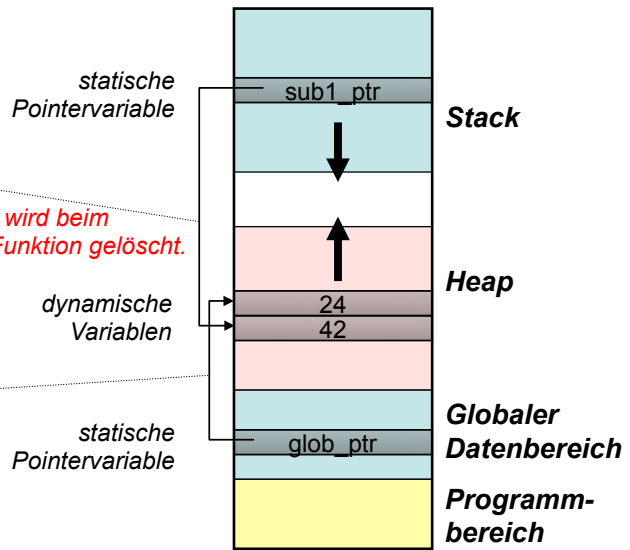 statische
Pointervariable
sub1_ptr
Stack
wird beim
Funktion gelöscht.
Heap
dynamische
Variablen
24
42
Globaler
Datenbereich
statische
Pointervariable
glob_ptr
Programm-
bereich